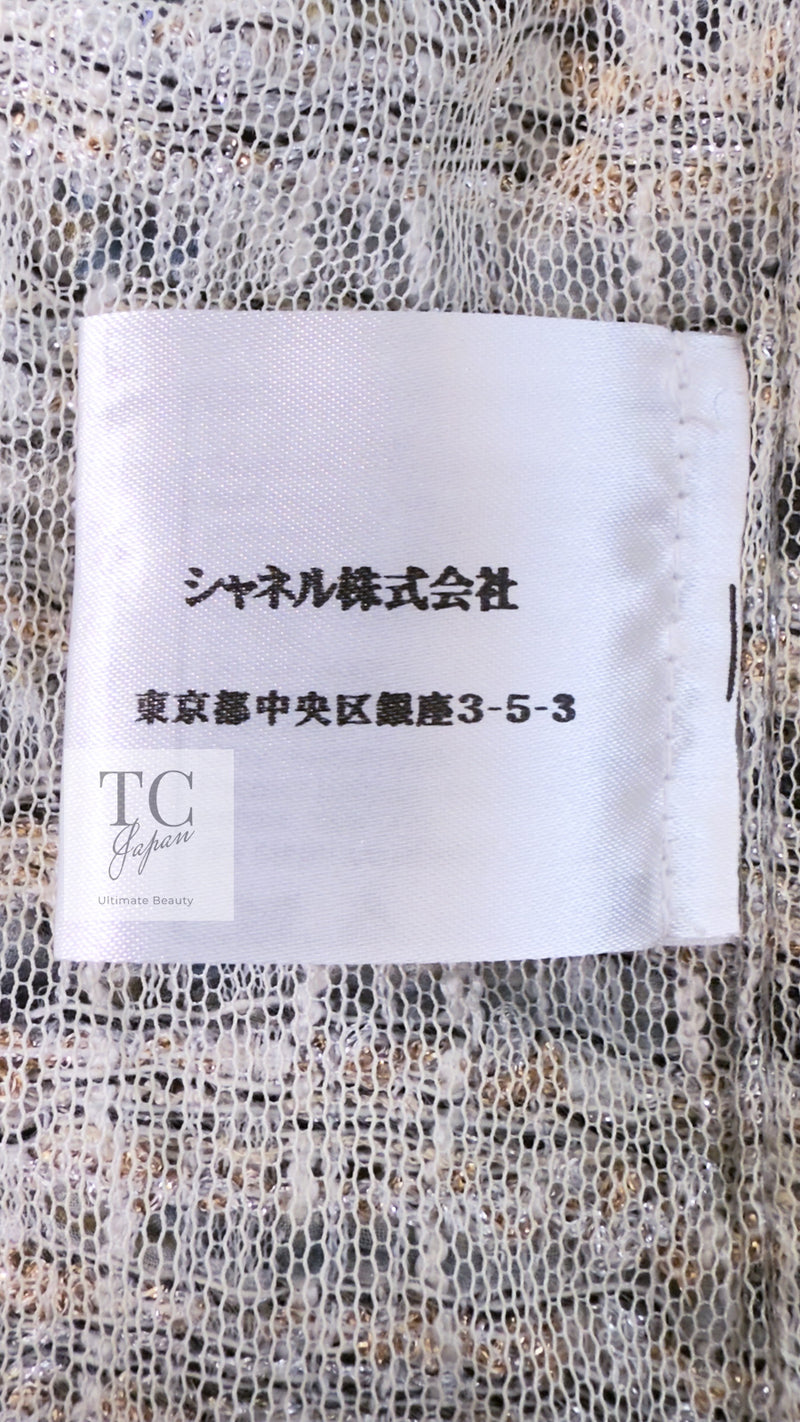 シャネル株式会社
東京都中央区銀座3-5-3
TC
Japan
Ultimate Beauty